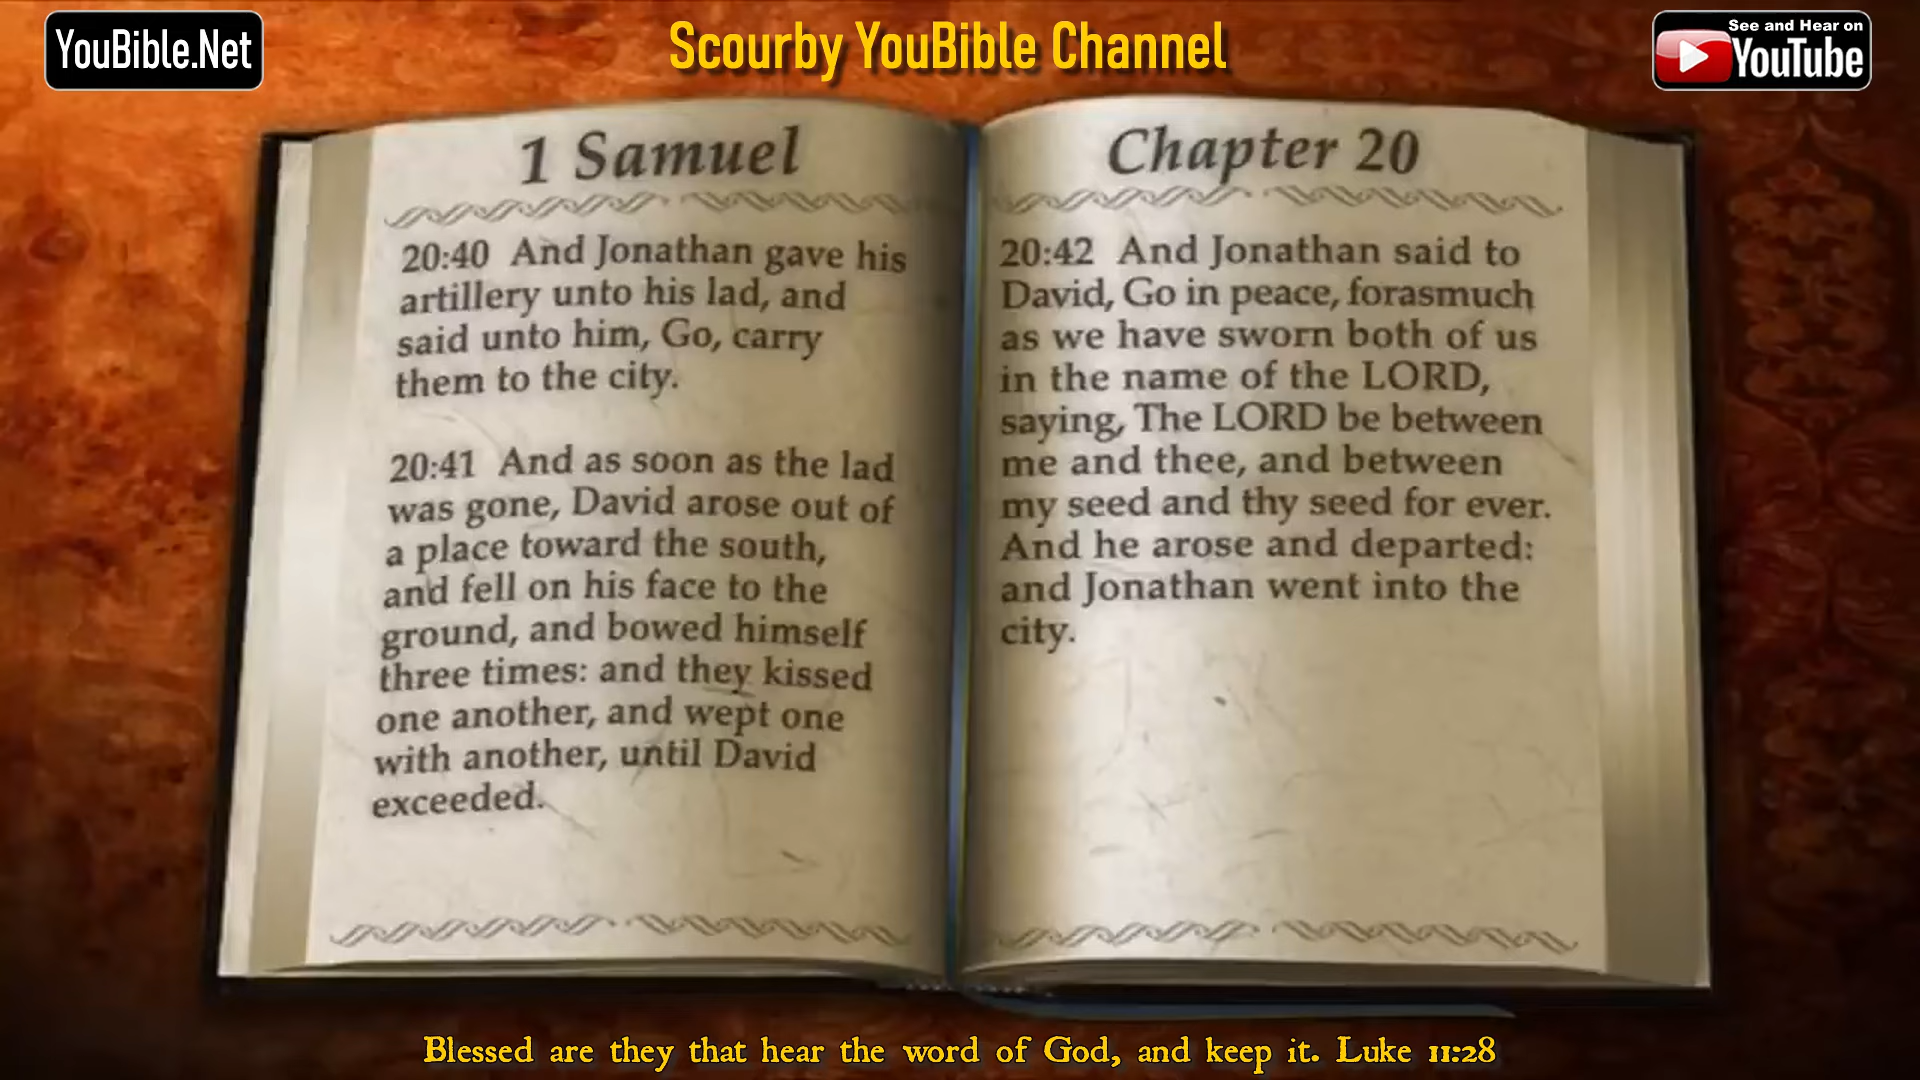 YouBible.Net
Scourby YouBible Channel
See and Hear on
YouTube
1 Samuel
20:40 And Jonathan gave his
artillery unto his lad, and
said unto him, Go, carry
them to the city.
20:41 And as soon as the lad
was gone, David arose out of
a place toward the south,
and fell on his face to the
ground, and bowed himself
three times: and they kissed
one another, and wept one
with another, until David
exceeded.
Chapter 20
20:42 And Jonathan said to
David, Go in peace, forasmuch
as we have sworn both of us
in the name of the LORD,
saying, The LORD be between
me and thee, and between
my seed and thy seed for ever.
And he arose and departed:
and Jonathan went into the
city.
Blessed are they that hear the word of God, and keep it. Luke 11:28